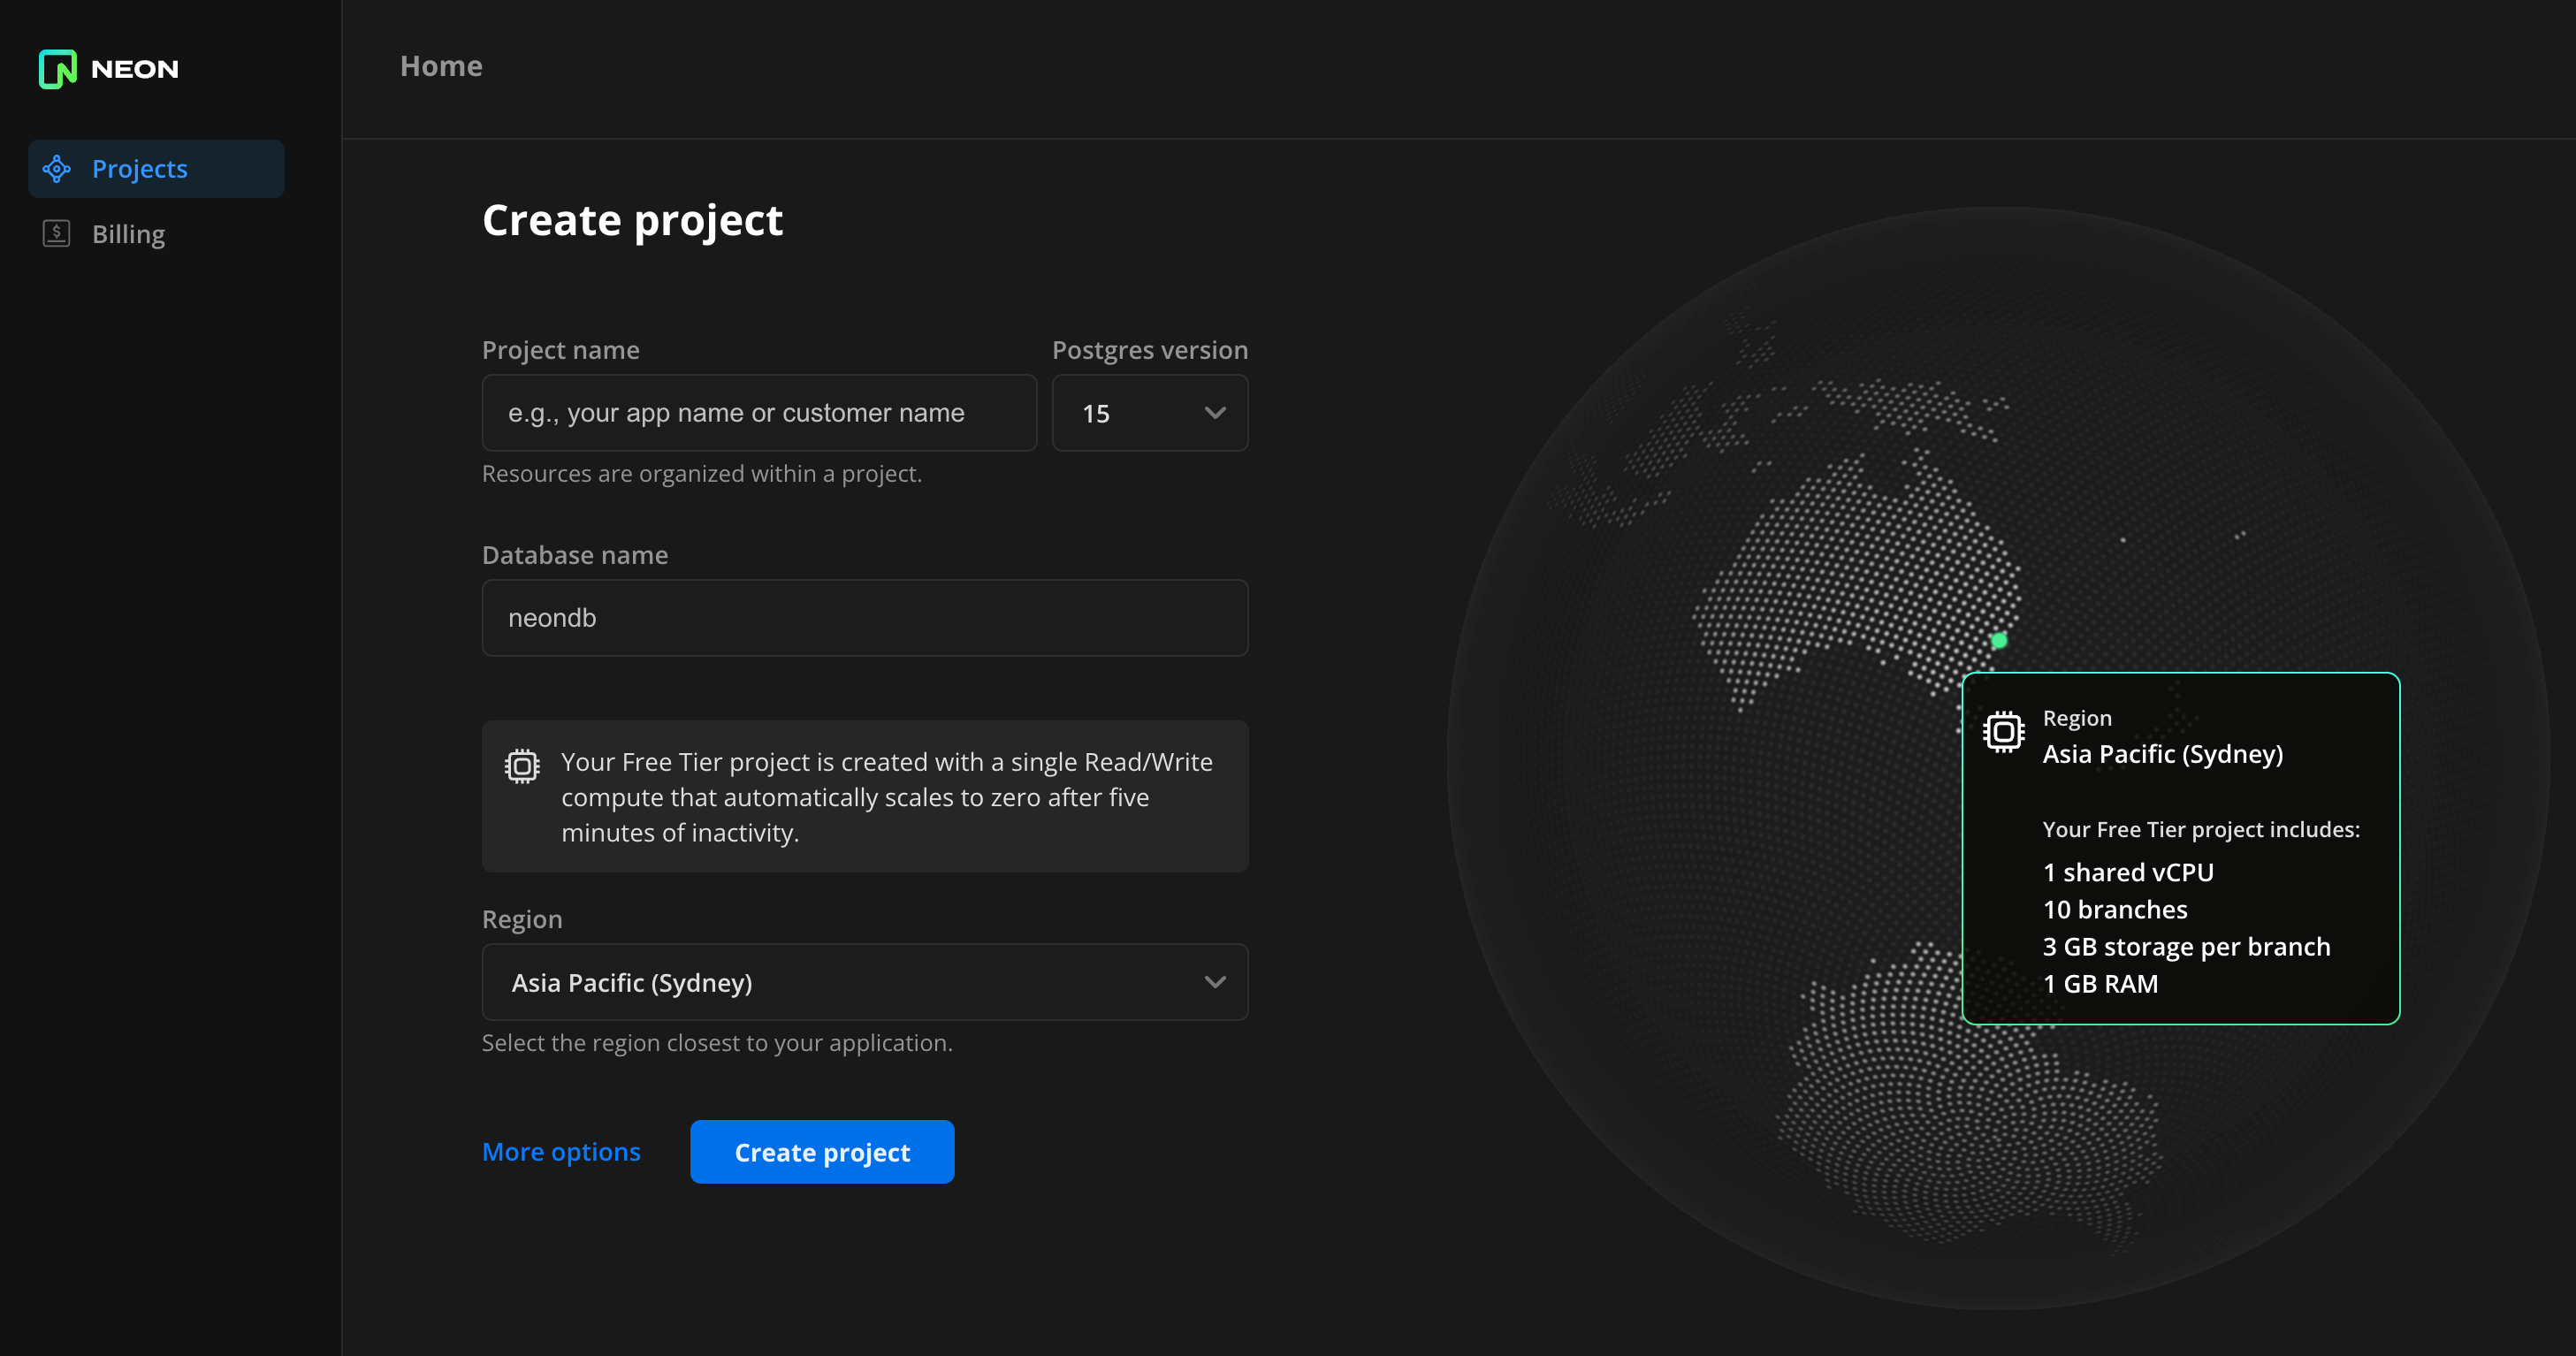 NEON
Projects
Billing
Home
Create project
Project name
e.g., your app name or customer name
Resources are organized within a project.
Postgres version
15
Database name
neondb
Your Free Tier project is created with a single Read/Write
compute that automatically scales to zero after five
minutes of inactivity.
Region
Asia Pacific (Sydney)
Select the region closest to your application.
More options
Create project
Region
Asia Pacific (Sydney)
Your Free Tier project includes:
1 shared vCPU
10 branches
3 GB storage per branch
1 GB RAM